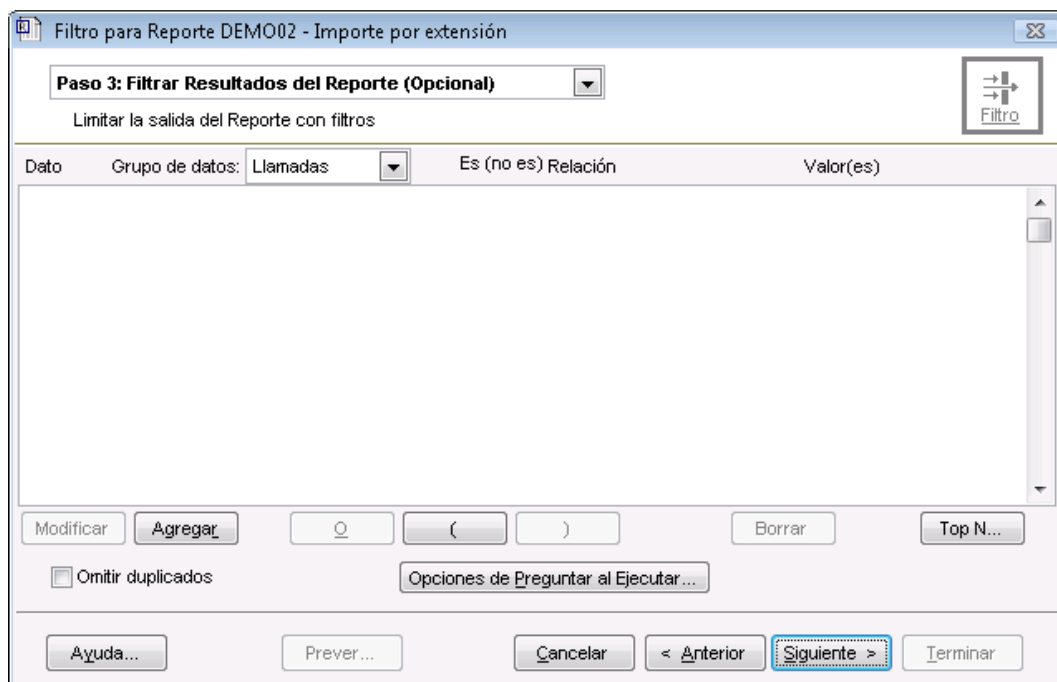 Filtro para Reporte DEMO02 - Importe por extensión
Paso 3: Filtrar Resultados del Reporte (Opcional)
Limitar la salida del Reporte con filtros
Filtro
Dato Grupo de datos: Llamadas Es (no es) Relación Valor(es)
Modificar Agregar O ( ) Borrar Top N...
Omitir duplicados Opciones de Preguntar al Ejecutar...
Ayuda... Prever... Cancelar < Anterior Siguiente > Terminar